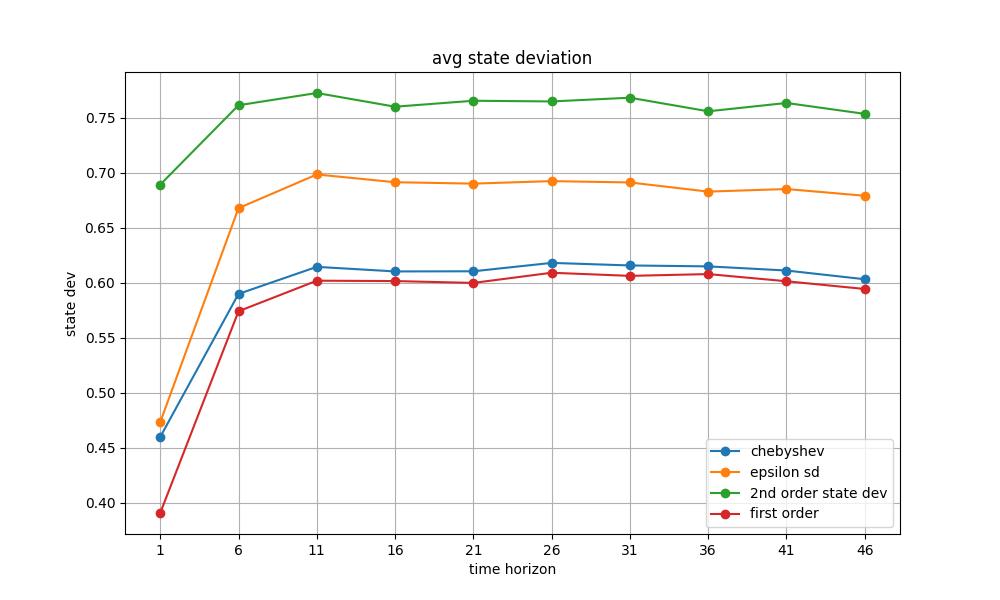 avg state deviation
0.75
0.70
0.65
0.60
0.55
0.50
0.45
0.40
state dev
chebyshev
epsilon sd
2nd order state dev
first order
1 6 11 16 21 26 31 36 41 46
time horizon